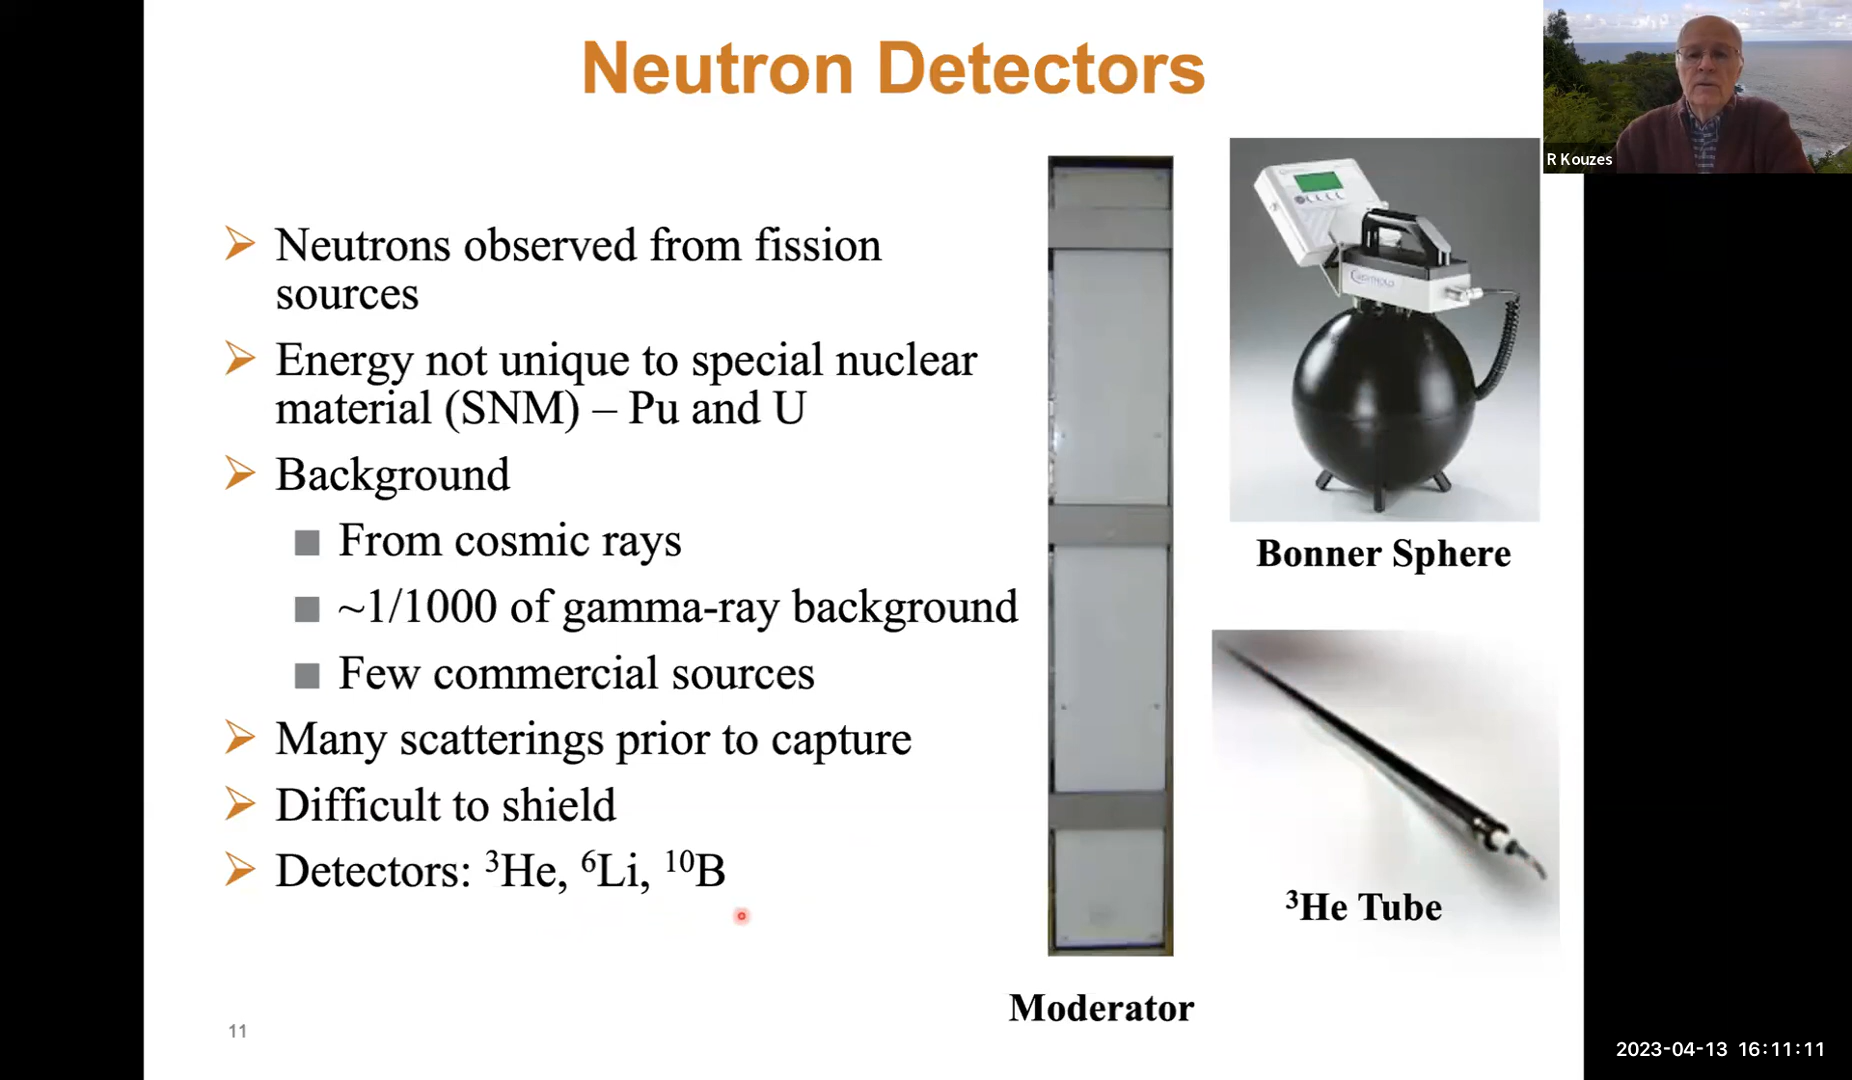 Neutron Detectors
R Kouzes
➢ Neutrons observed from fission
sources
➢ Energy not unique to special nuclear
material (SNM) – Pu and U
➢ Background
■ From cosmic rays
■ ~1/1000 of gamma-ray background
■ Few commercial sources
➢ Many scatterings prior to capture
➢ Difficult to shield
➢ Detectors: ³He, ⁶Li, ¹⁰B
BERTHOLD
Bonner Sphere
³He Tube
Moderator
11
2023-04-13 16:11:11